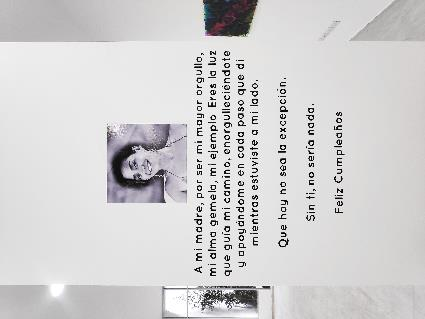 A mi madre, por ser mi mayor orgullo,
mi alma gemela, mi ejemplo. Eres la luz
que guía mi camino, enorgulleciéndote
y apoyándome en cada paso que di
mientras estuviste a mi lado.
Que hoy no sea la excepción.
Sin ti, no sería nada.
Feliz Cumpleaños